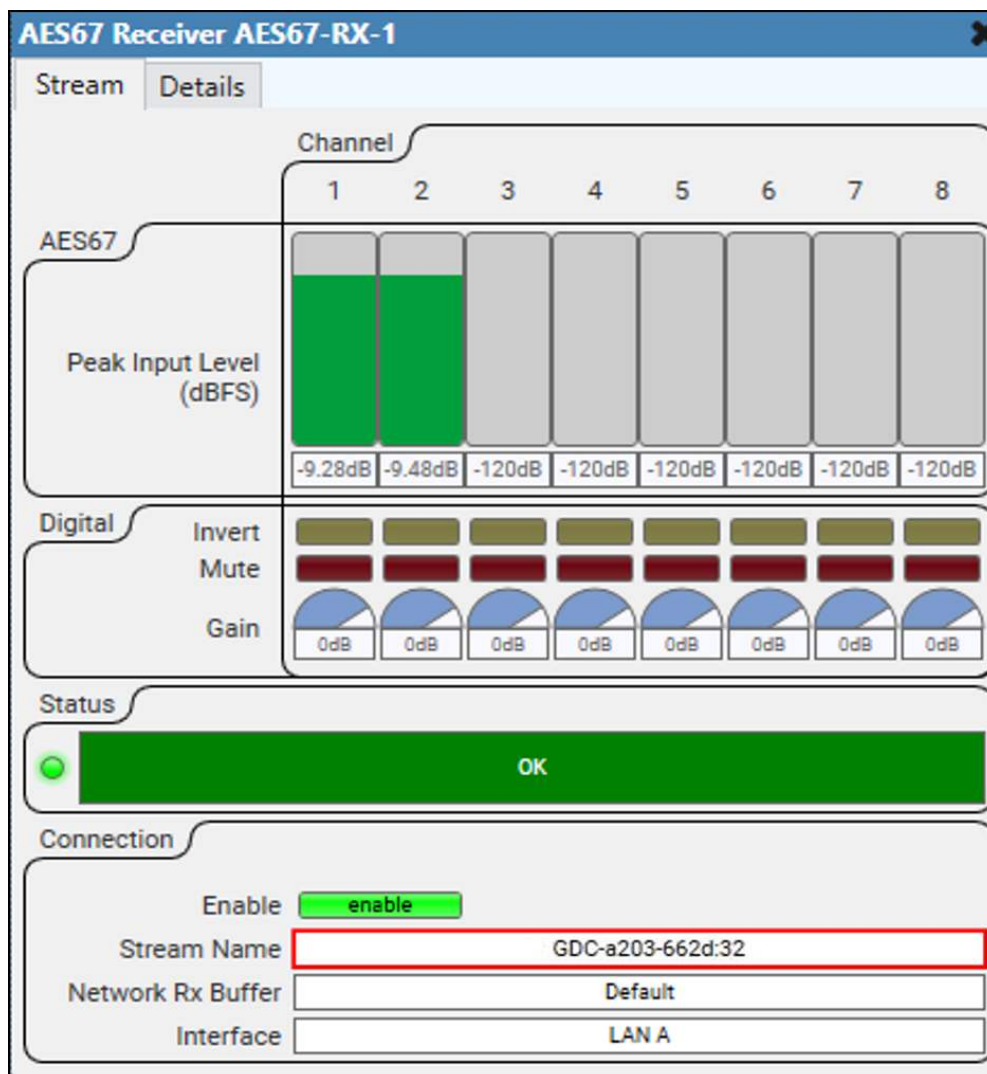 AES67 Receiver AES67-RX-1
Stream Details
Channel
1 2 3 4 5 6 7 8
AES67
Peak Input Level
(dBFS)
-9.28dB -9.48dB -120dB -120dB -120dB -120dB -120dB -120dB
Digital
Invert
Mute
Gain
0dB 0dB 0dB 0dB 0dB 0dB 0dB 0dB
Status
OK
Connection
Enable enable
Stream Name GDC-a203-662d:32
Network Rx Buffer Default
Interface LAN A